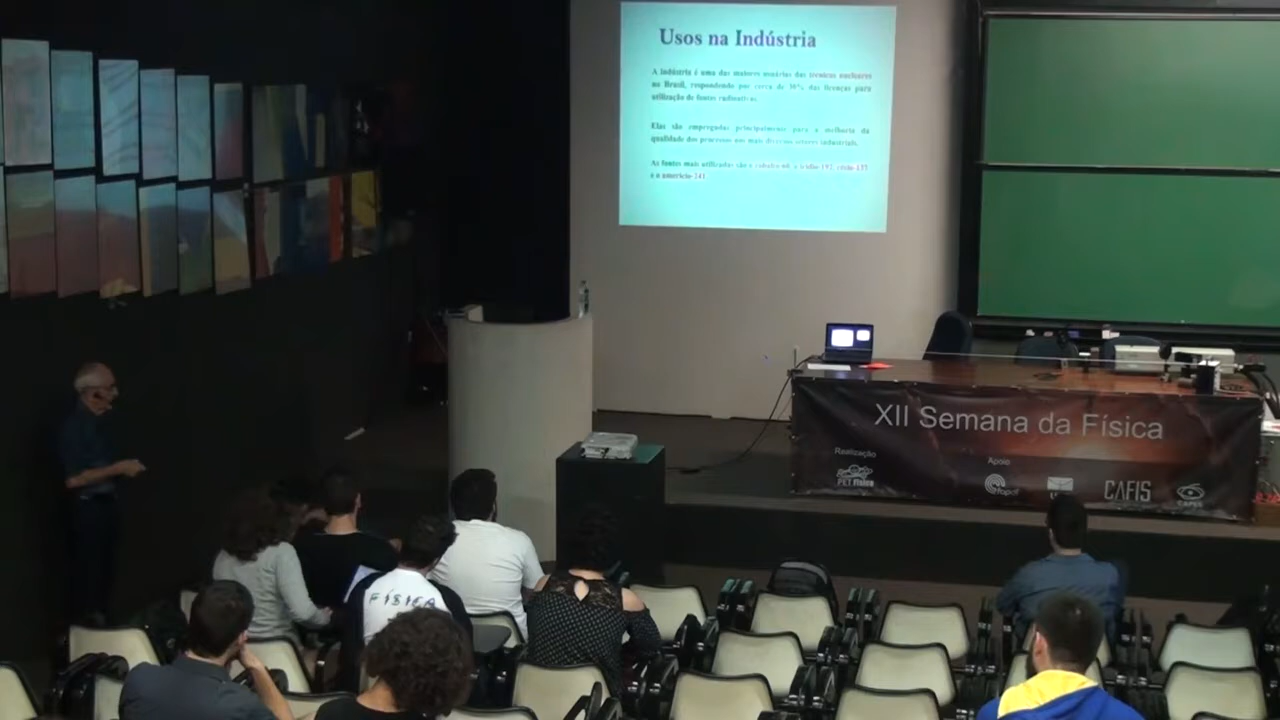 Usos na Indústria
A indústria é uma das maiores usuárias das técnicas nucleares
no Brasil, respondendo por cerca de 30% das licenças para
utilização de fontes radioativas.
Elas são empregadas principalmente para a melhoria da
qualidade dos processos nos mais diversos setores industriais.
As fontes mais utilizadas são o cobalto-60, o irídio-192, césio-137
e o amerício-241
XII Semana da Física
Realização
Apoio
PET Física
CAFIS
FÍSICA